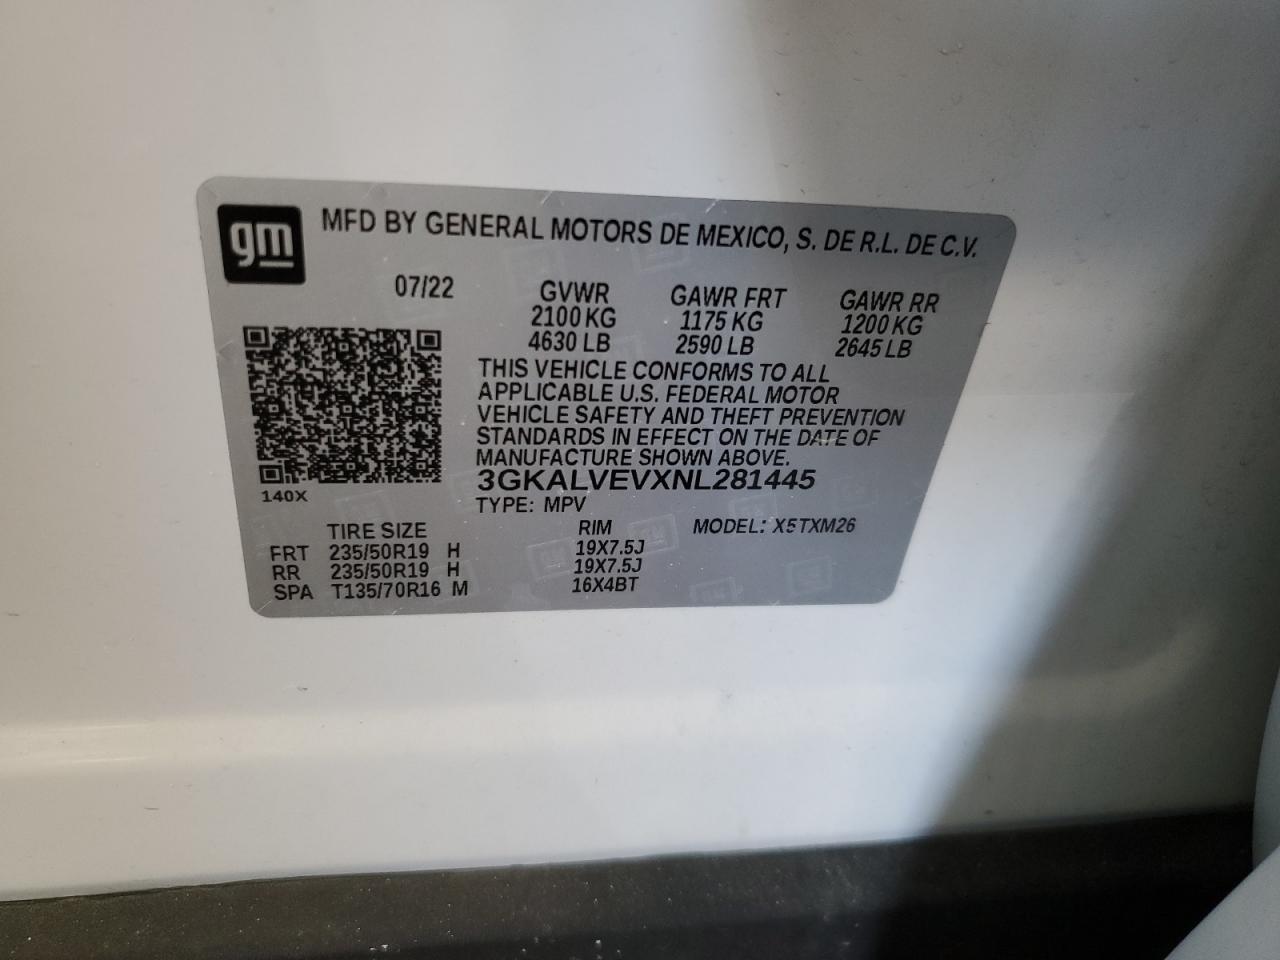 gm
MFD BY GENERAL MOTORS DE MEXICO, S. DE R.L. DE C.V.
07/22 GVWR GAWR FRT GAWR RR
2100 KG 1175 KG 1200 KG
4630 LB 2590 LB 2645 LB
THIS VEHICLE CONFORMS TO ALL
APPLICABLE U.S. FEDERAL MOTOR
VEHICLE SAFETY AND THEFT PREVENTION
STANDARDS IN EFFECT ON THE DATE OF
MANUFACTURE SHOWN ABOVE.
3GKALVEVXNL281445
140X
TYPE: MPV
TIRE SIZE RIM MODEL: X5TXM26
FRT 235/50R19 H 19X7.5J
RR 235/50R19 H 19X7.5J
SPA T135/70R16 M 16X4BT